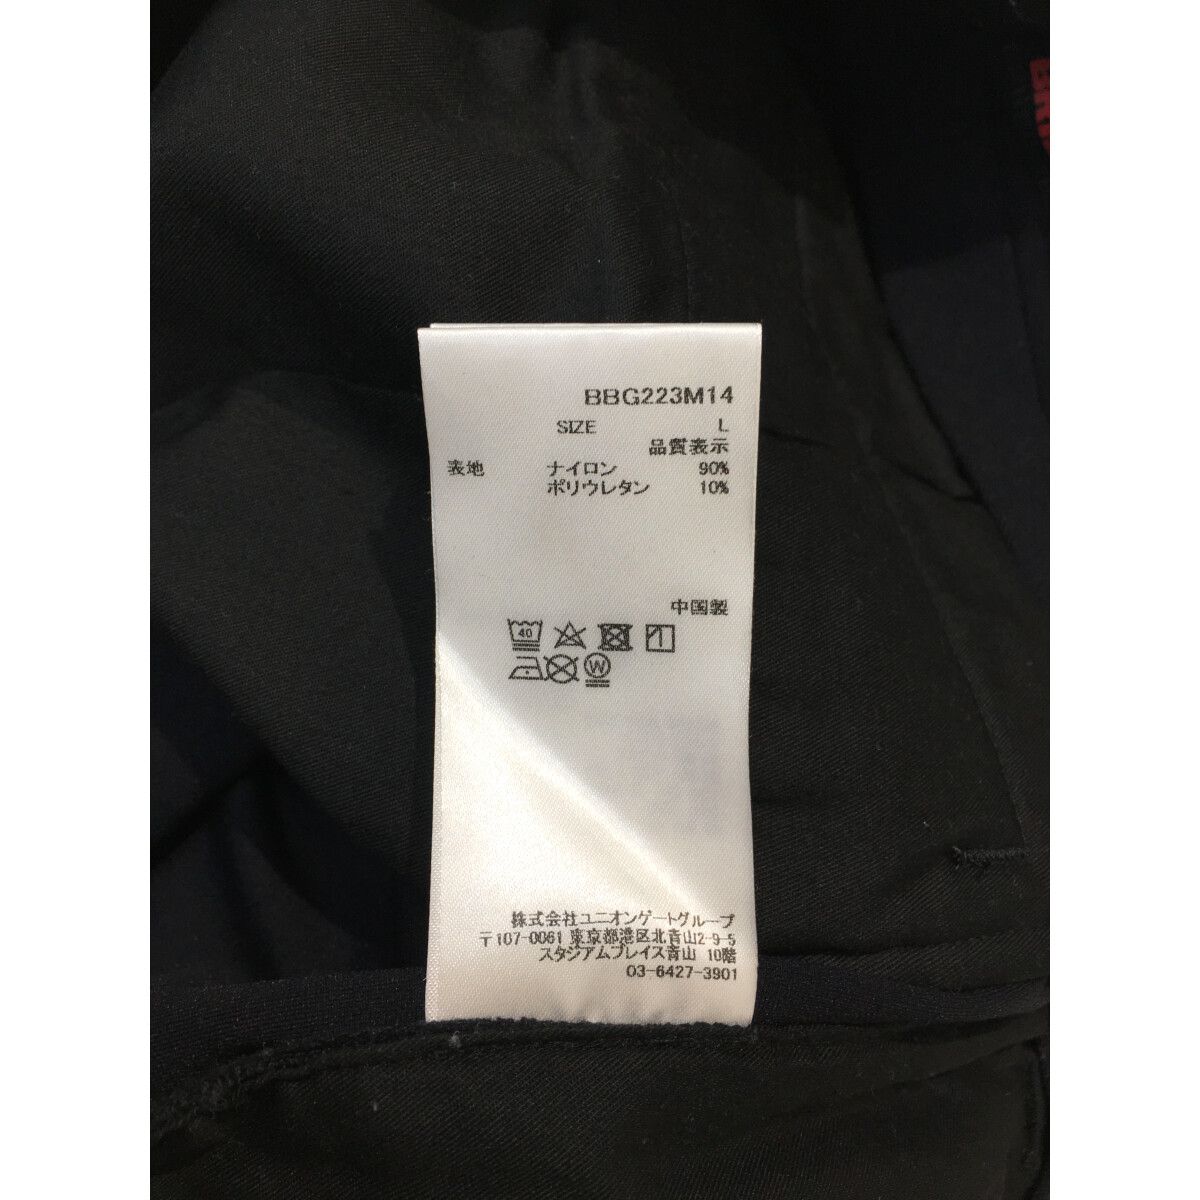 BBG223M14
SIZE L
品質表示
表地 ナイロン 90%
ポリウレタン 10%
中国製
40
W
株式会社ユニオンゲートグループ
〒107-0061 東京都港区北青山2-9-5
スタジアムプレイス青山 10階
03-6427-3901